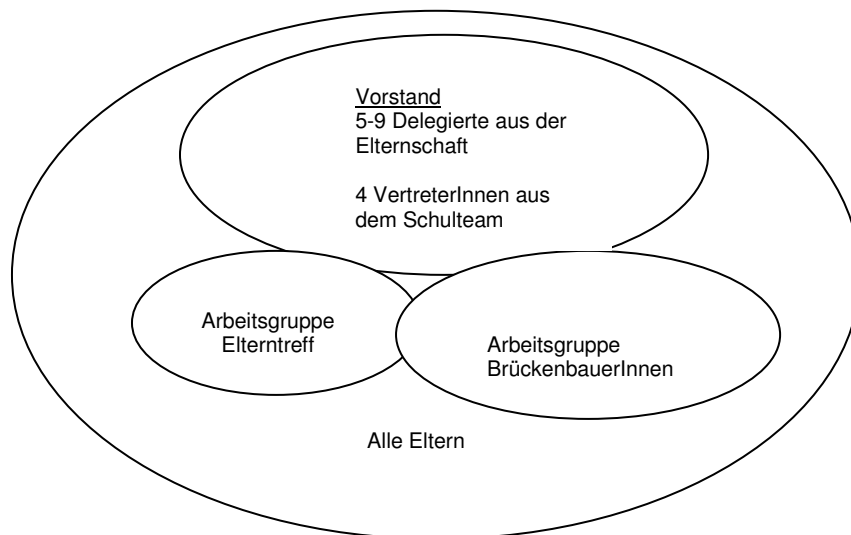 Vorstand
5-9 Delegierte aus der
Elternschaft
4 VertreterInnen aus
dem Schulteam
Arbeitsgruppe
Elterntreff
Arbeitsgruppe
BrückenbauerInnen
Alle Eltern